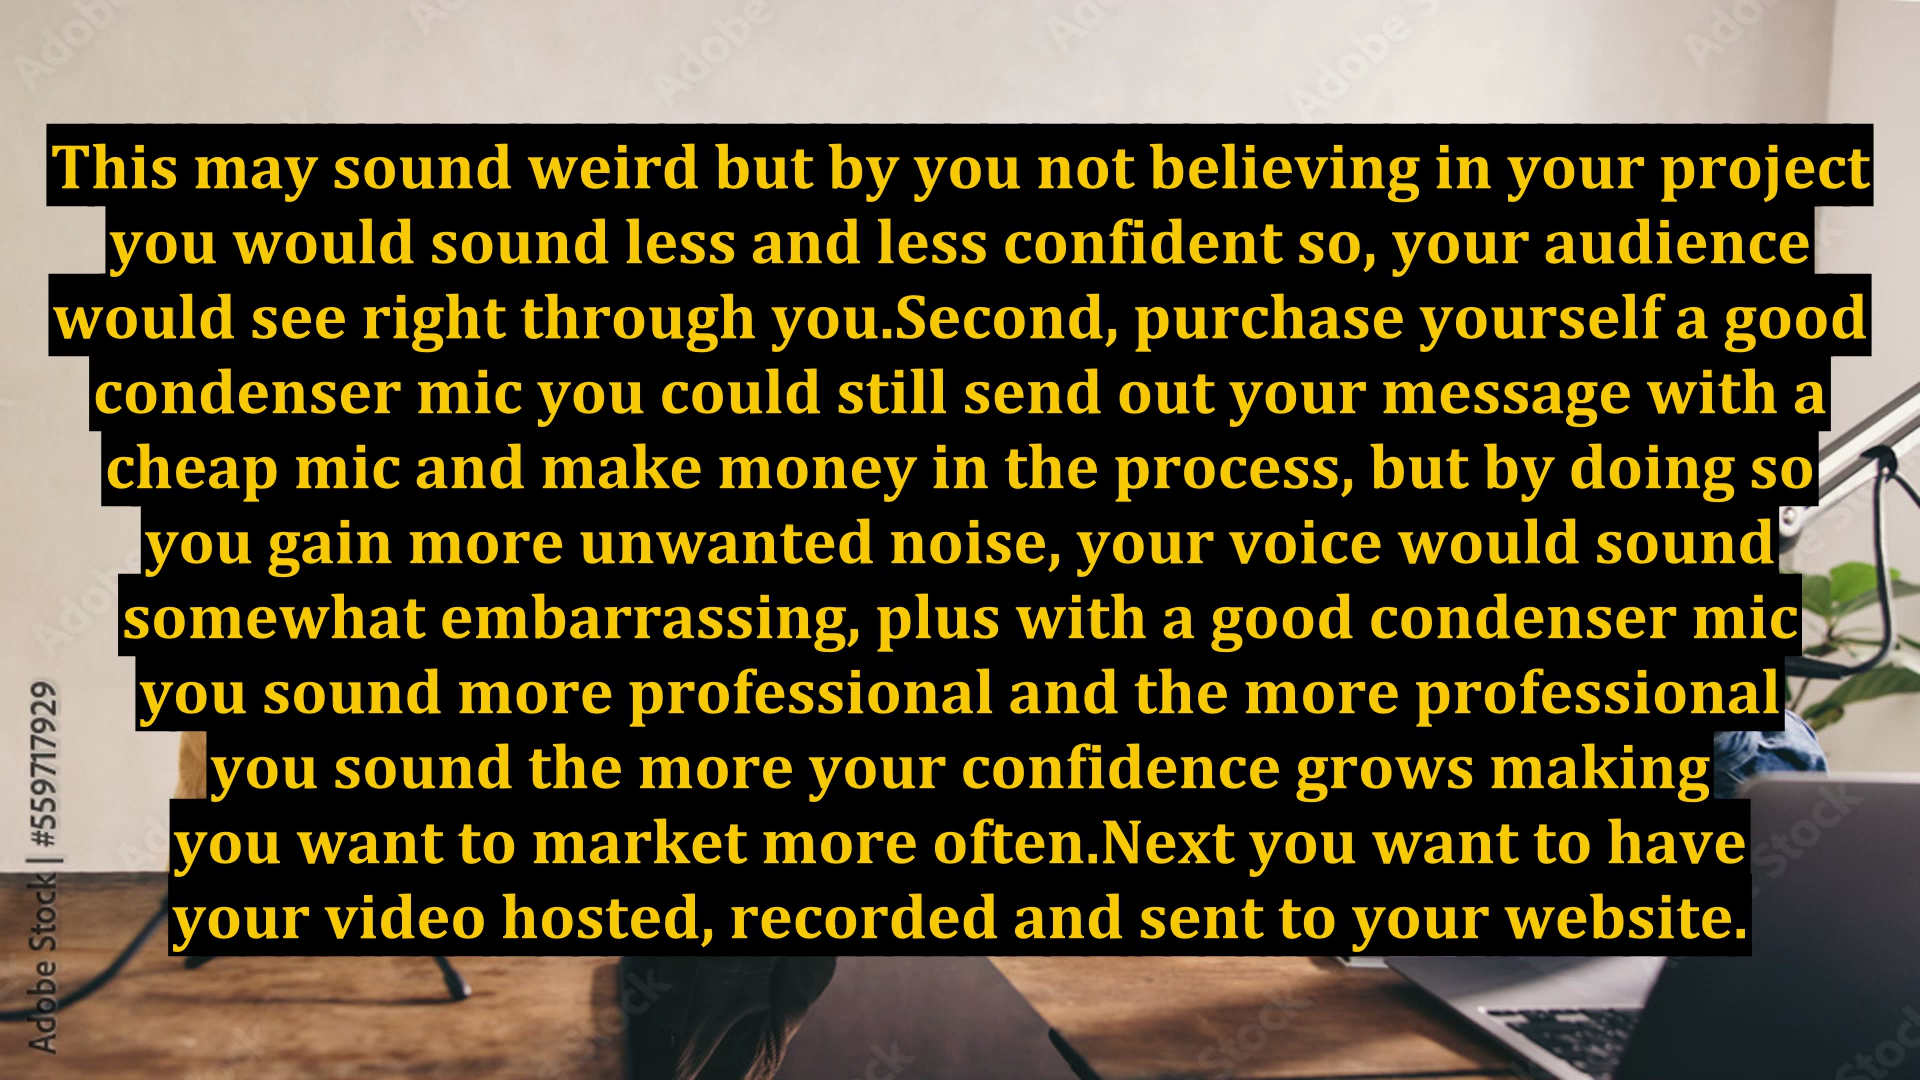 This may sound weird but by you not believing in your project
you would sound less and less confident so, your audience
would see right through you.Second, purchase yourself a good
condenser mic you could still send out your message with a
cheap mic and make money in the process, but by doing so
you gain more unwanted noise, your voice would sound
somewhat embarrassing, plus with a good condenser mic
you sound more professional and the more professional
you sound the more your confidence grows making
you want to market more often.Next you want to have
your video hosted, recorded and sent to your website.
Adobe Stock | #559717929